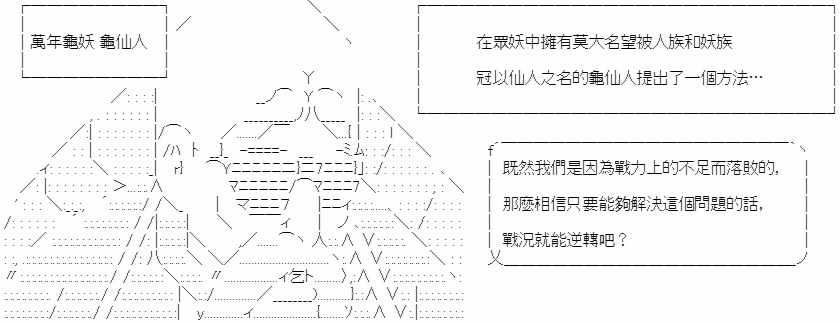 萬年龜妖 龜仙人
在眾妖中擁有莫大名望被人族和妖族
冠以仙人之名的龜仙人提出了一個方法…
既然我們是因為戰力上的不足而落敗的,
那麼相信只要能夠解決這個問題的話,
戰況就能逆轉吧？